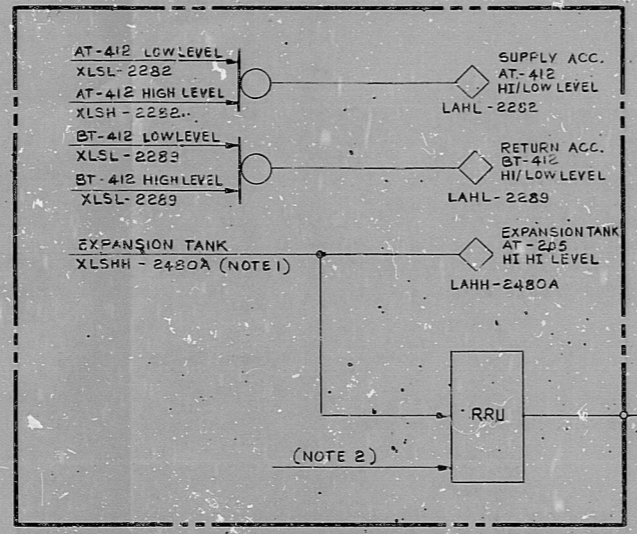 AT-412 LOW LEVEL
XLSL-2282
AT-412 HIGH LEVEL
XLSH-2282
SUPPLY ACC.
AT-412
HI/LOW LEVEL
LAHL-2282
BT-412 LOW LEVEL
XLSL-2289
BT-412 HIGH LEVEL
XLSL-2289
RETURN ACC.
BT-412
HI/LOW LEVEL
LAHL-2289
EXPANSION TANK
XLSHH-2480A (NOTE 1)
EXPANSION TANK
AT-205
HI HI LEVEL
LAHH-2480A
RRU
(NOTE 2)